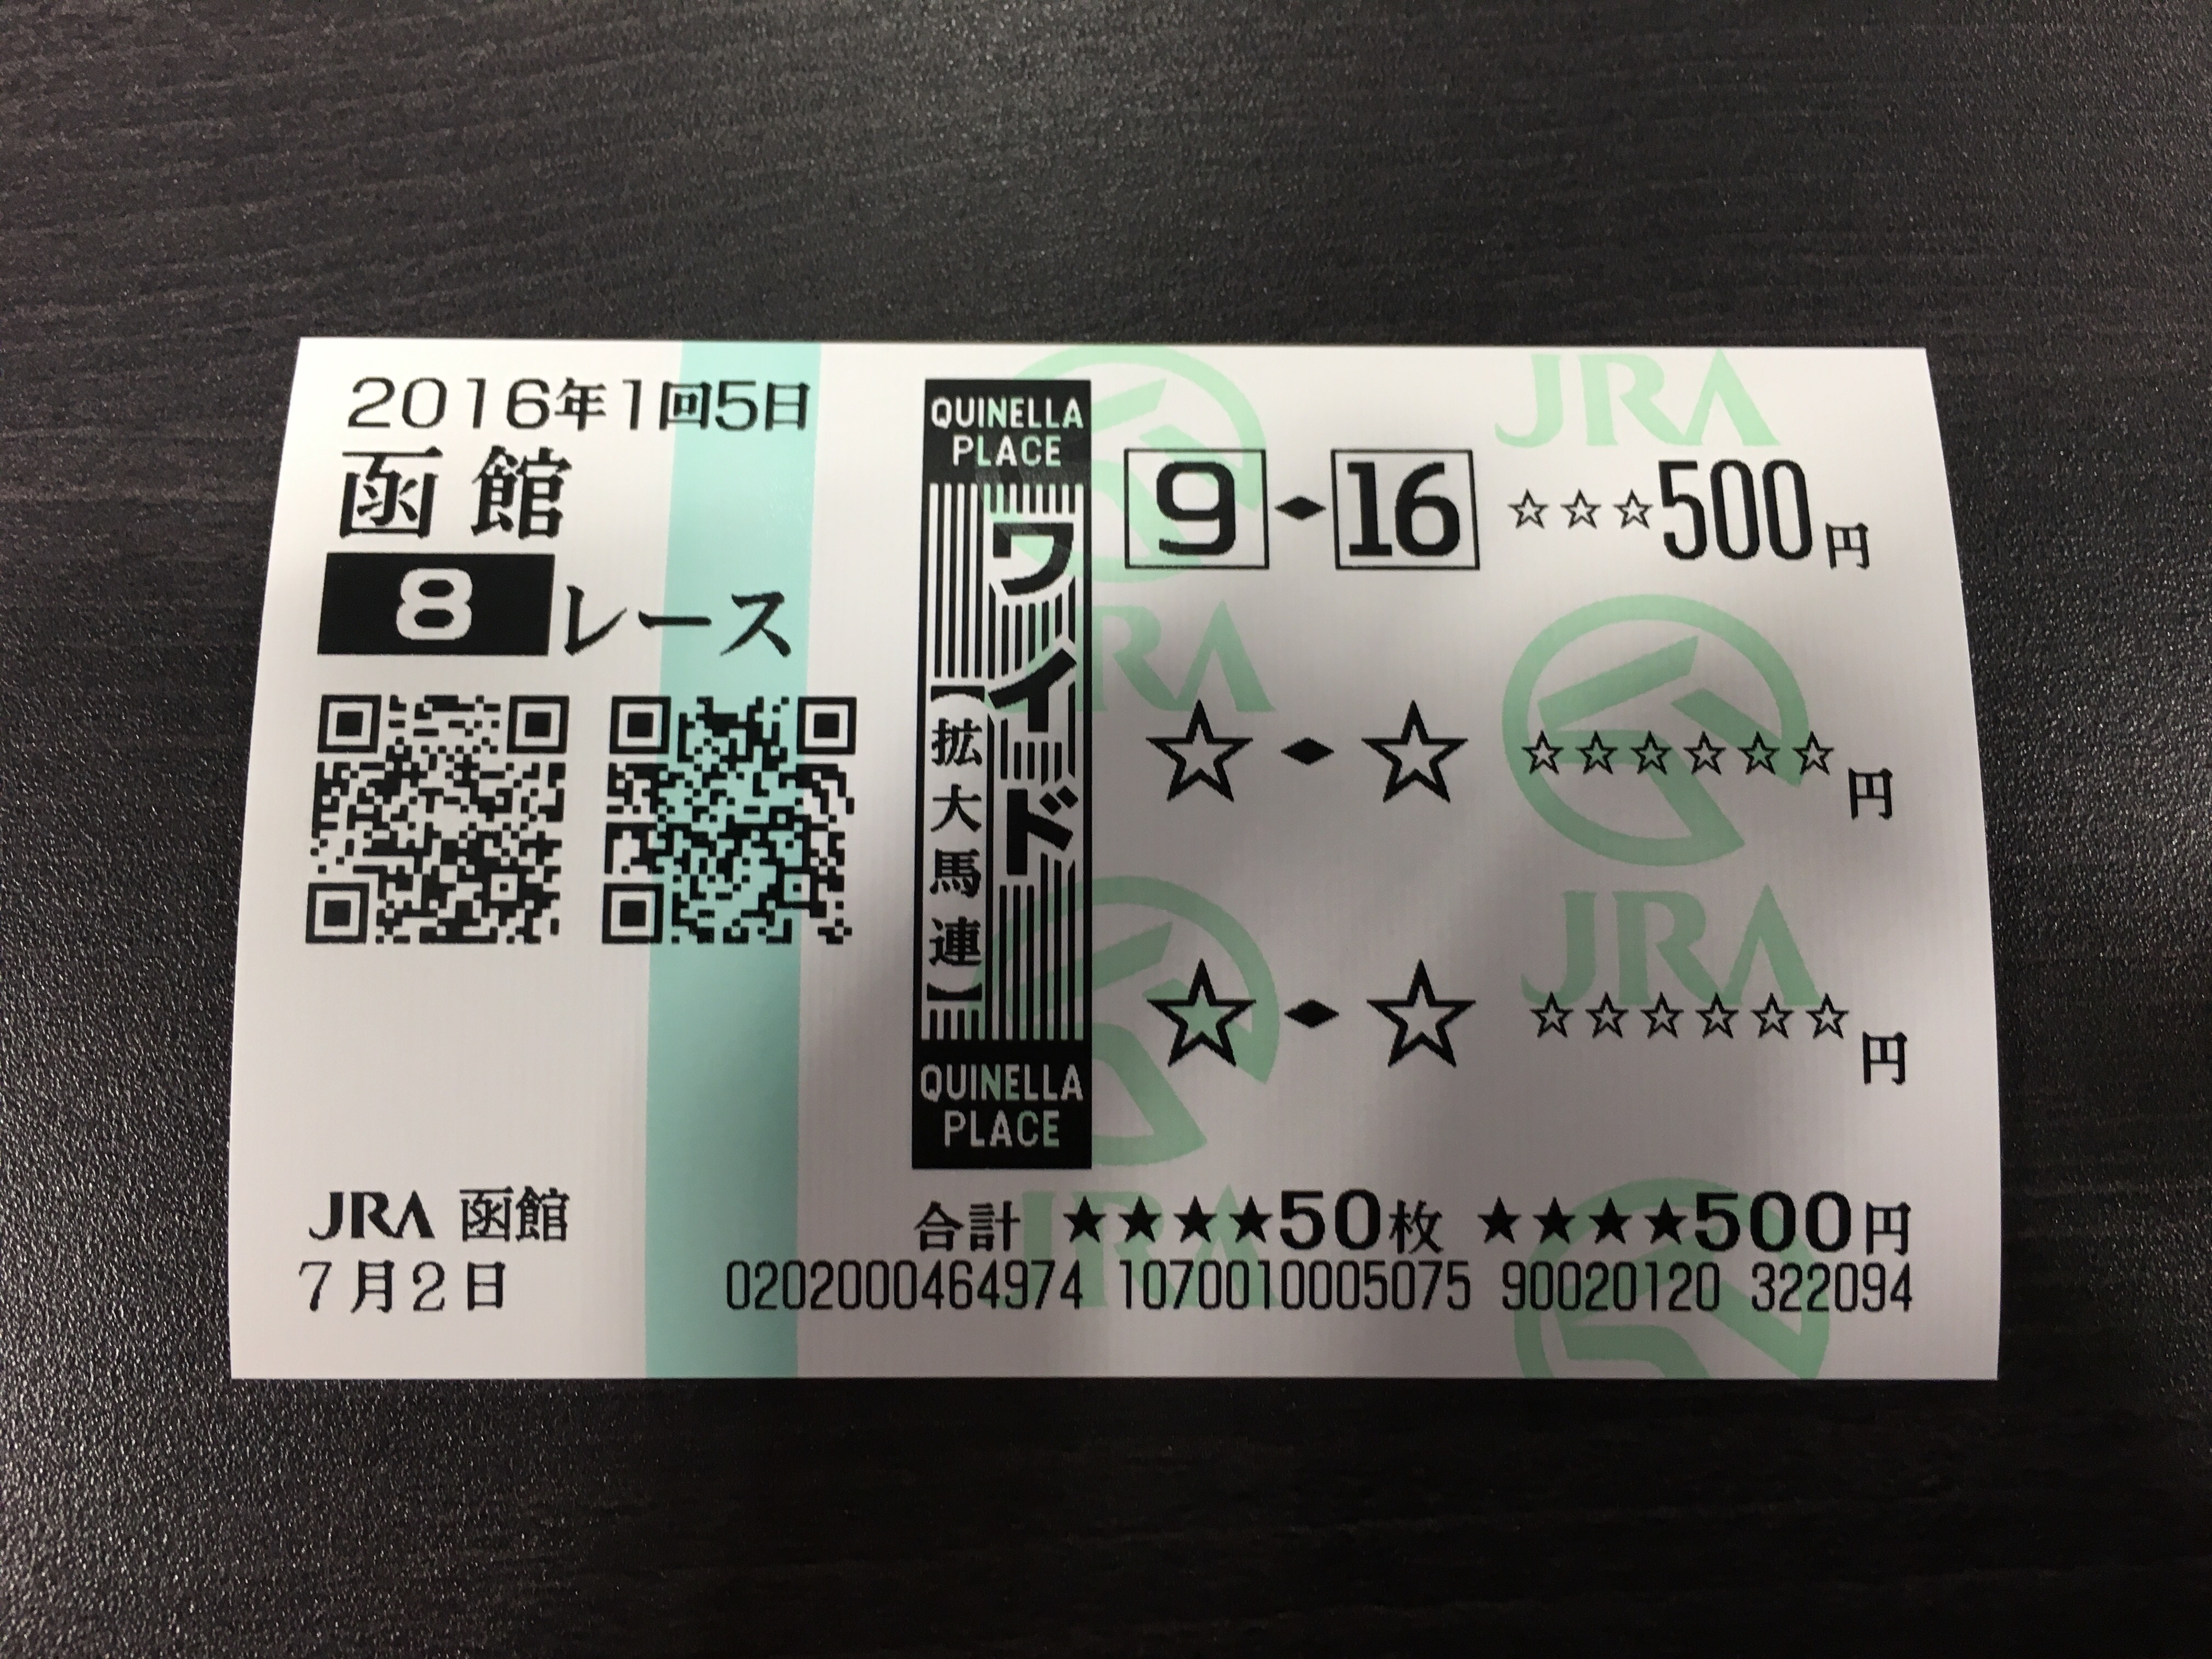 2016年1回5日
函館
8レース
JRA 函館
7月2日
QUINELLA
PLACE
ワイド
【拡大馬連】
QUINELLA
PLACE
9◆16 ☆☆☆500円
☆◆☆ ☆☆☆☆☆☆円
☆◆☆ ☆☆☆☆☆☆円
合計 ★★★★50枚 ★★★★500円
0202000464974 1070010005075 90020120 322094
JRA
JRA
JRA
JRA